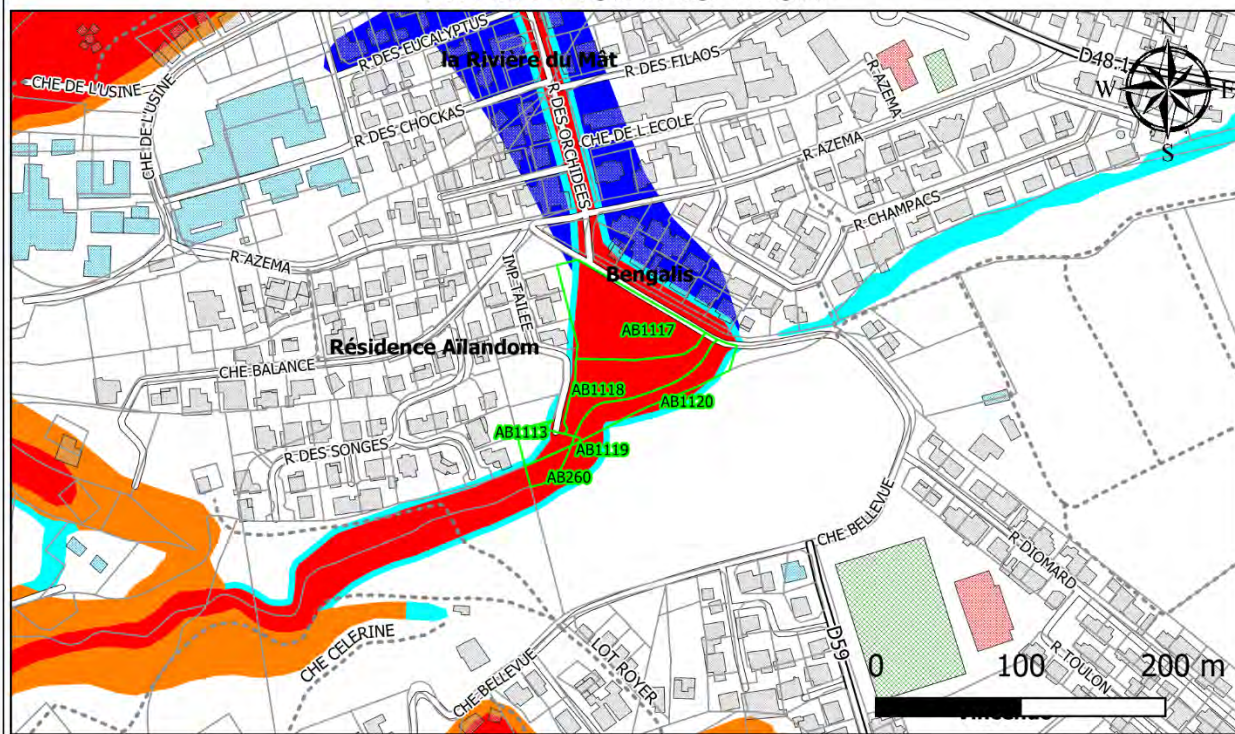 N
W E
S
D48-1
R DES EUCALYPTUS
la Rivière du Mât
R DES FILAOS
R AZEMA
CHE DE L'USINE
CHE DE L'USINE
R DES CHOCKAS
R DES ORCHIDEES
CHE DE L'ECOLE
R AZEMA
R CHAMPACS
R AZEMA
IMP TAILEE
Bengalis
AB1117
Résidence Aïlandom
CHE BALANCE
AB1118
AB1120
AB1113
AB1119
R DES SONGES
AB260
CHE BELLEVUE
R DIOMARD
CHE CELERINE
LOT ROYER
CHE BELLEVUE
D59
R TOULON
0 100 200 m